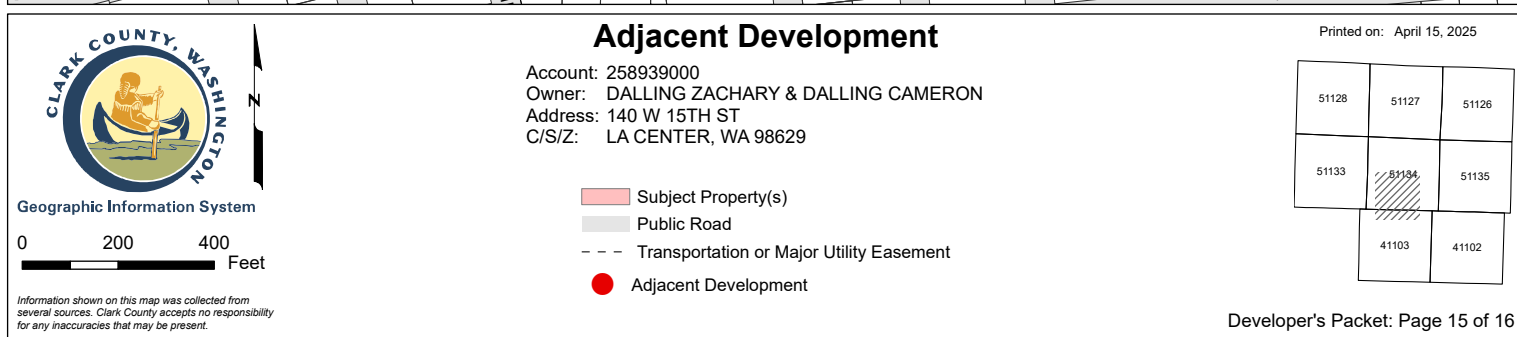 CLARK COUNTY, WASHINGTON
Geographic Information System
N
0 200 400
Feet
Information shown on this map was collected from
several sources. Clark County accepts no responsibility
for any inaccuracies that may be present.
Adjacent Development
Account: 258939000
Owner: DALLING ZACHARY & DALLING CAMERON
Address: 140 W 15TH ST
C/S/Z: LA CENTER, WA 98629
Subject Property(s)
Public Road
Transportation or Major Utility Easement
Adjacent Development
Printed on: April 15, 2025
51128 51127 51126
51133 51134 51135
41103 41102
Developer's Packet: Page 15 of 16